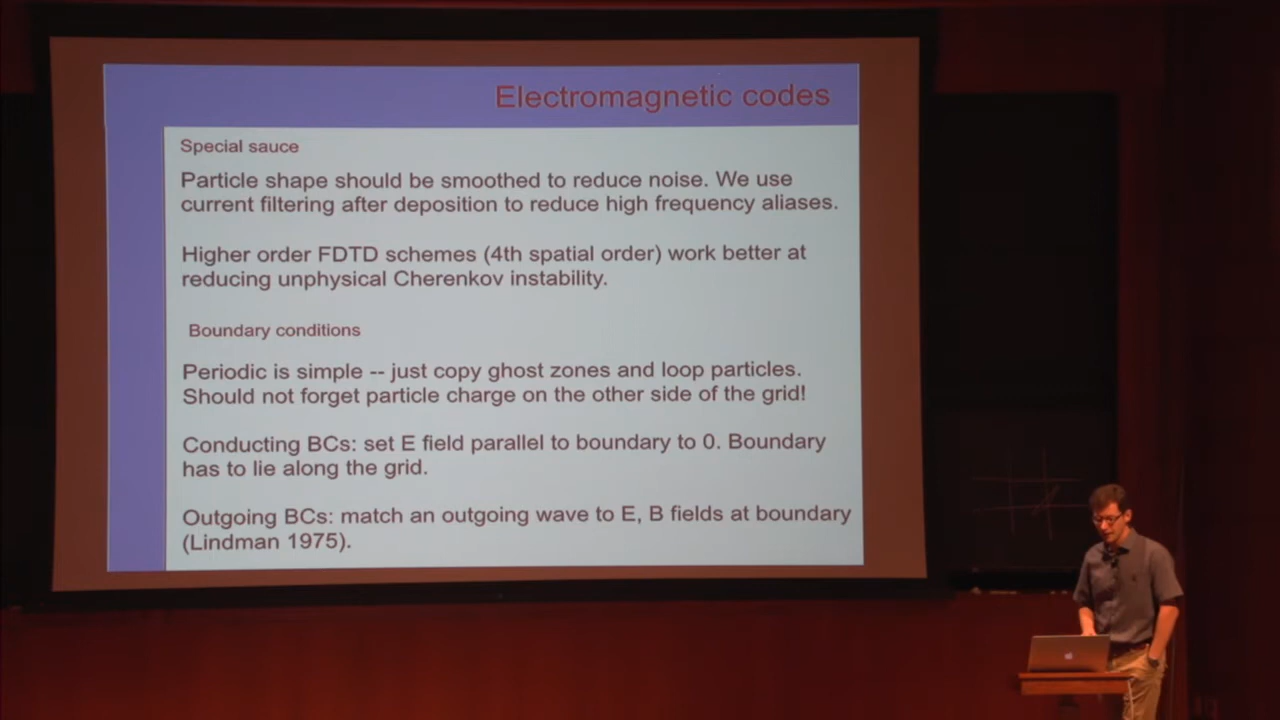 Electromagnetic codes
Special sauce
Particle shape should be smoothed to reduce noise. We use
current filtering after deposition to reduce high frequency aliases.
Higher order FDTD schemes (4th spatial order) work better at
reducing unphysical Cherenkov instability.
Boundary conditions
Periodic is simple -- just copy ghost zones and loop particles.
Should not forget particle charge on the other side of the grid!
Conducting BCs: set E field parallel to boundary to 0. Boundary
has to lie along the grid.
Outgoing BCs: match an outgoing wave to E, B fields at boundary
(Lindman 1975).